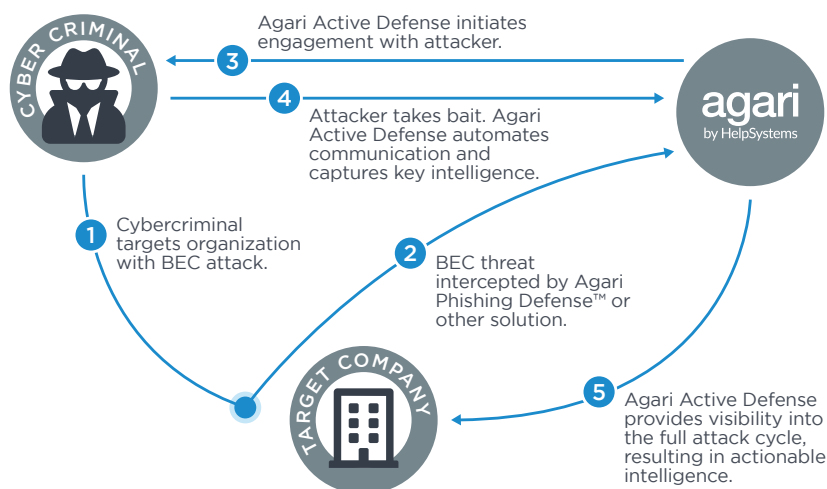 CYBER CRIMINAL
Agari Active Defense initiates
engagement with attacker.
3
4
Attacker takes bait. Agari
Active Defense automates
communication and
captures key intelligence.
agari
by HelpSystems
1
Cybercriminal
targets organization
with BEC attack.
2
BEC threat
intercepted by Agari
Phishing Defense™ or
other solution.
TARGET COMPANY
5
Agari Active Defense
provides visibility into
the full attack cycle,
resulting in actionable
intelligence.